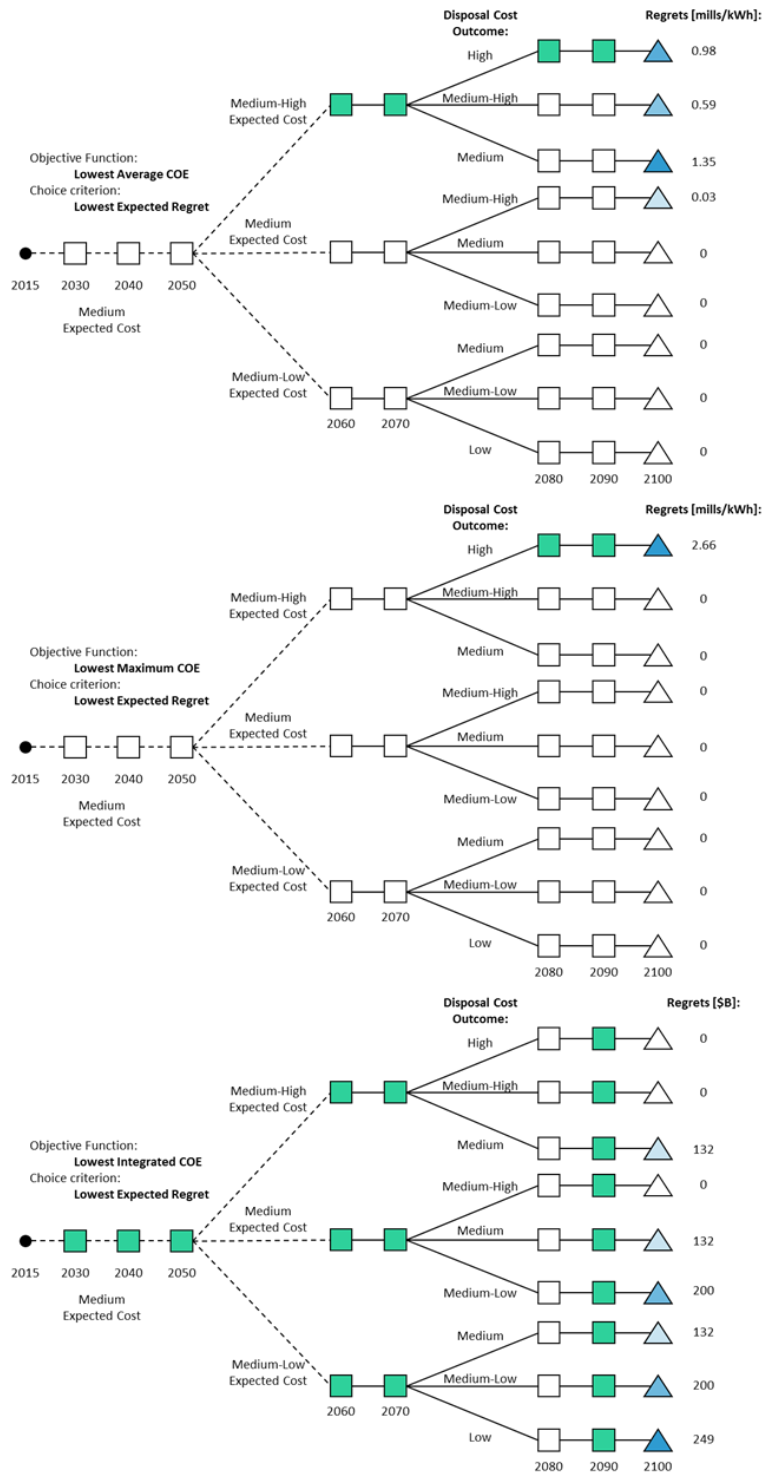 Disposal Cost
Outcome:
Regrets [mills/kWh]:
High
0.98
Medium-High
Expected Cost
Medium-High
0.59
Objective Function:
Lowest Average COE
Choice criterion:
Lowest Expected Regret
Medium
1.35
Medium-High
0.03
Medium
Expected Cost
Medium
0
2015
2030
2040
2050
Medium
Expected Cost
Medium-Low
0
Medium
0
Medium-Low
Expected Cost
Medium-Low
0
2060
2070
Low
0
2080
2090
2100
Disposal Cost
Outcome:
Regrets [mills/kWh]:
High
2.66
Medium-High
Expected Cost
Medium-High
0
Objective Function:
Lowest Maximum COE
Choice criterion:
Lowest Expected Regret
Medium
0
Medium-High
0
Medium
Expected Cost
Medium
0
2015
2030
2040
2050
Medium
Expected Cost
Medium-Low
0
Medium
0
Medium-Low
Expected Cost
Medium-Low
0
2060
2070
Low
0
2080
2090
2100
Disposal Cost
Outcome:
Regrets [$B]:
High
0
Medium-High
Expected Cost
Medium-High
0
Objective Function:
Lowest Integrated COE
Choice criterion:
Lowest Expected Regret
Medium
132
Medium-High
0
Medium
Expected Cost
Medium
132
2015
2030
2040
2050
Medium
Expected Cost
Medium-Low
200
Medium
132
Medium-Low
Expected Cost
Medium-Low
200
2060
2070
Low
249
2080
2090
2100